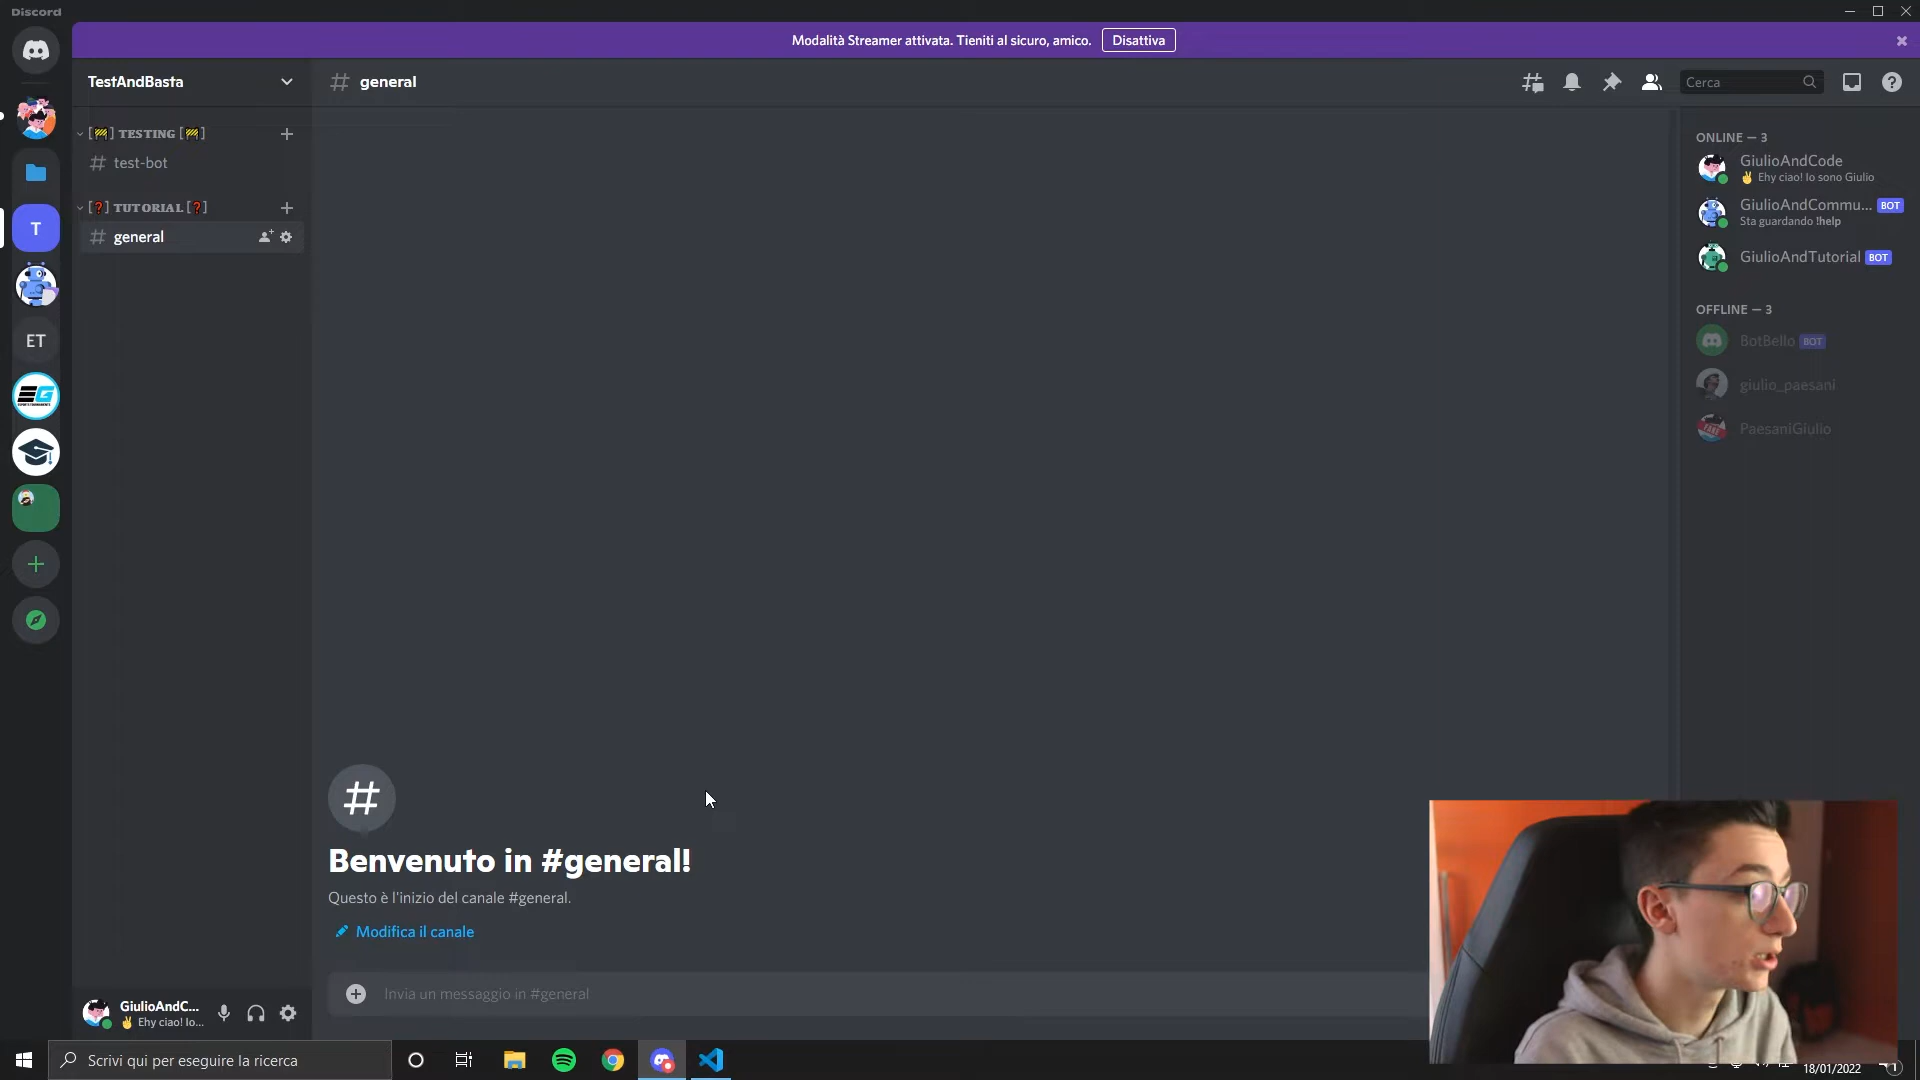 Discord
Modalità Streamer attivata. Tieniti al sicuro, amico. Disattiva
TestAndBasta
general
Cerca
[🚧] TESTING [🚧]
test-bot
[❓] TUTORIAL [❓]
general
ONLINE — 3
GiulioAndCode
✌ Ehy ciao! Io sono Giulio
GiulioAndCommu... BOT
Sta guardando !help
GiulioAndTutorial BOT
OFFLINE — 3
BotBello BOT
giulio_paesani
PaesaniGiulio
T
ET
EG
Benvenuto in #general!
Questo è l'inizio del canale #general.
Modifica il canale
Invia un messaggio in #general
GiulioAndC...
✌ Ehy ciao! Io...
Scrivi qui per eseguire la ricerca
18/01/2022
1